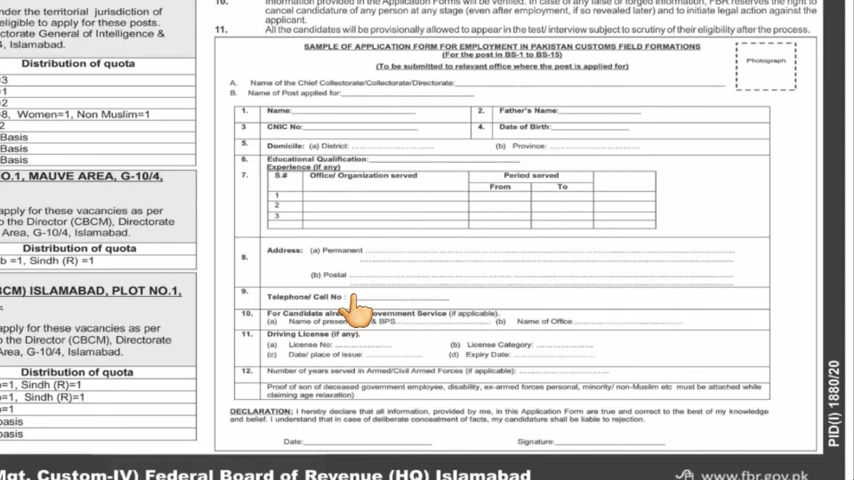 under the territorial jurisdiction of
eligible to apply for these posts.
ctorate General of Intelligence &
4, Islamabad.
Distribution of quota
=3
=1
=2
=8, Women=1, Non Muslim=1
2
Basis
Basis
Basis
NO.1, MAUVE AREA, G-10/4,
apply for these vacancies as per
o the Director (CBCM), Directorate
Area, G-10/4, Islamabad.
Distribution of quota
b =1, Sindh (R) =1
CM) ISLAMABAD, PLOT NO.1,
apply for these vacancies as per
o the Director (CBCM), Directorate
Area, G-10/4, Islamabad.
Distribution of quota
=1, Sindh (R)=1
=1, Sindh (R)=1
=1
basis
basis
10. Information provided in the Application Forms will be verified. In case of any false or forged information, FBR reserves the right to
cancel candidature of any person at any stage (even after employment, if so revealed later) and to initiate legal action against the
applicant.
11. All the candidates will be provisionally allowed to appear in the test/ interview subject to scrutiny of their eligibility after the process.
SAMPLE OF APPLICATION FORM FOR EMPLOYMENT IN PAKISTAN CUSTOMS FIELD FORMATIONS
(For the post in BS-1 to BS-15)
(To be submitted to relevant office where the post is applied for)
Photograph
A. Name of the Chief Collectorate/Collectorate/Directorate:
B. Name of Post applied for:
1. Name: 2. Father's Name:
3 CNIC No: 4. Date of Birth:
5. Domicile: (a) District: (b) Province:
6. Educational Qualification:
Experience (if any)
7. S.# Office/ Organization served Period served
From To
1
2
3
8. Address: (a) Permanent
(b) Postal
9. Telephone/ Cell No :
10. For Candidate alre overnment Service (if applicable),
(a) Name of presen & BPS (b) Name of Office
11. Driving License (if any).
(a) License No: (b) License Category:
(c) Date/ place of issue: (d) Expiry Date:
12. Number of years served in Armed/Civil Armed Forces (if applicable):
Proof of son of deceased government employee, disability, ex-armed forces personal, minority/ non-Muslim etc must be attached while
claiming age relaxation)
DECLARATION: I hereby declare that all information, provided by me, in this Application Form are true and correct to the best of my knowledge
and belief. I understand that in case of deliberate concealment of facts, my candidature shall be liable to rejection.
Date: Signature:
PID(I) 1880/20
Mgt. Custom-IV) Federal Board of Revenue (HQ) Islamabad
www.fbr.gov.pk